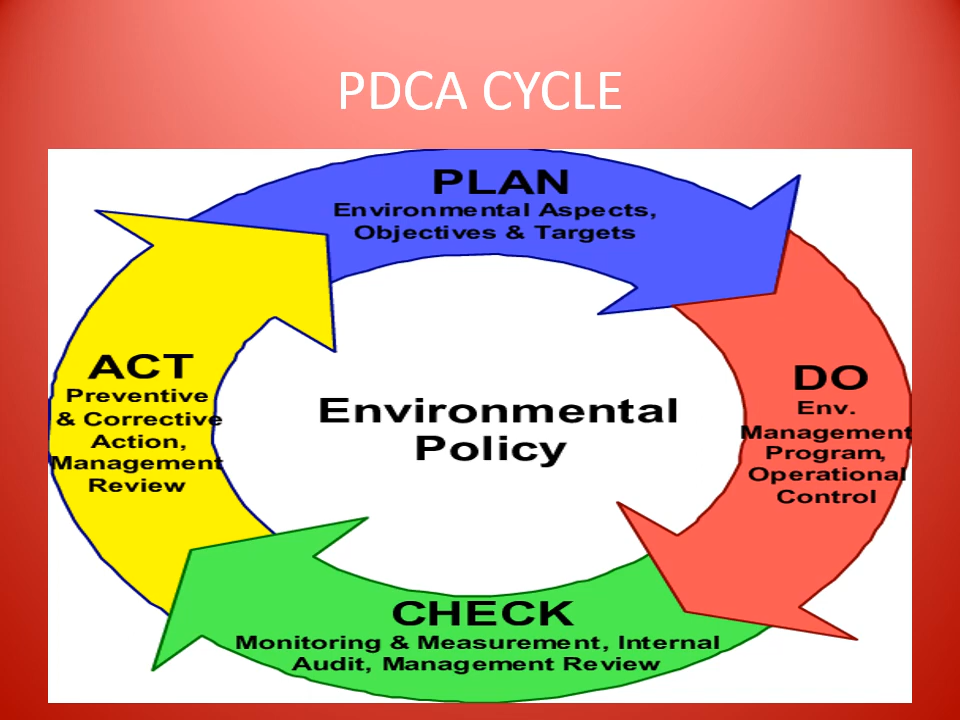 PDCA CYCLE
PLAN
Environmental Aspects,
Objectives & Targets
DO
Env.
Management
Program,
Operational
Control
CHECK
Monitoring & Measurement, Internal
Audit, Management Review
ACT
Preventive
& Corrective
Action,
Management
Review
Environmental
Policy